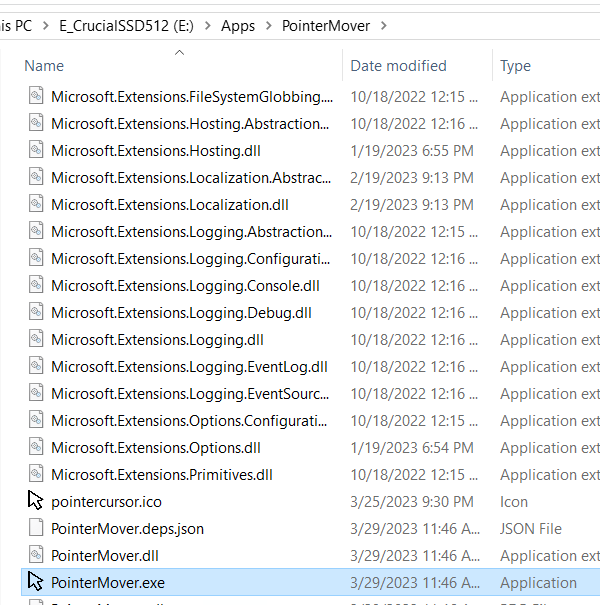 is PC > E_CrucialSSD512 (E:) > Apps > PointerMover >
Name Date modified Type
Microsoft.Extensions.FileSystemGlobbing.... 10/18/2022 12:15 ... Application ext
Microsoft.Extensions.Hosting.Abstraction... 10/18/2022 12:16 ... Application ext
Microsoft.Extensions.Hosting.dll 1/19/2023 6:55 PM Application ext
Microsoft.Extensions.Localization.Abstrac... 2/19/2023 9:13 PM Application ext
Microsoft.Extensions.Localization.dll 2/19/2023 9:13 PM Application ext
Microsoft.Extensions.Logging.Abstraction... 10/18/2022 12:15 ... Application ext
Microsoft.Extensions.Logging.Configurati... 10/18/2022 12:16 ... Application ext
Microsoft.Extensions.Logging.Console.dll 10/18/2022 12:16 ... Application ext
Microsoft.Extensions.Logging.Debug.dll 10/18/2022 12:16 ... Application ext
Microsoft.Extensions.Logging.dll 10/18/2022 12:16 ... Application ext
Microsoft.Extensions.Logging.EventLog.dll 10/18/2022 12:16 ... Application ext
Microsoft.Extensions.Logging.EventSourc... 10/18/2022 12:16 ... Application ext
Microsoft.Extensions.Options.Configurati... 10/18/2022 12:15 ... Application ext
Microsoft.Extensions.Options.dll 1/19/2023 6:54 PM Application ext
Microsoft.Extensions.Primitives.dll 10/18/2022 12:15 ... Application ext
pointercursor.ico 3/25/2023 9:30 PM Icon
PointerMover.deps.json 3/29/2023 11:46 A... JSON File
PointerMover.dll 3/29/2023 11:46 A... Application ext
PointerMover.exe 3/29/2023 11:46 A... Application